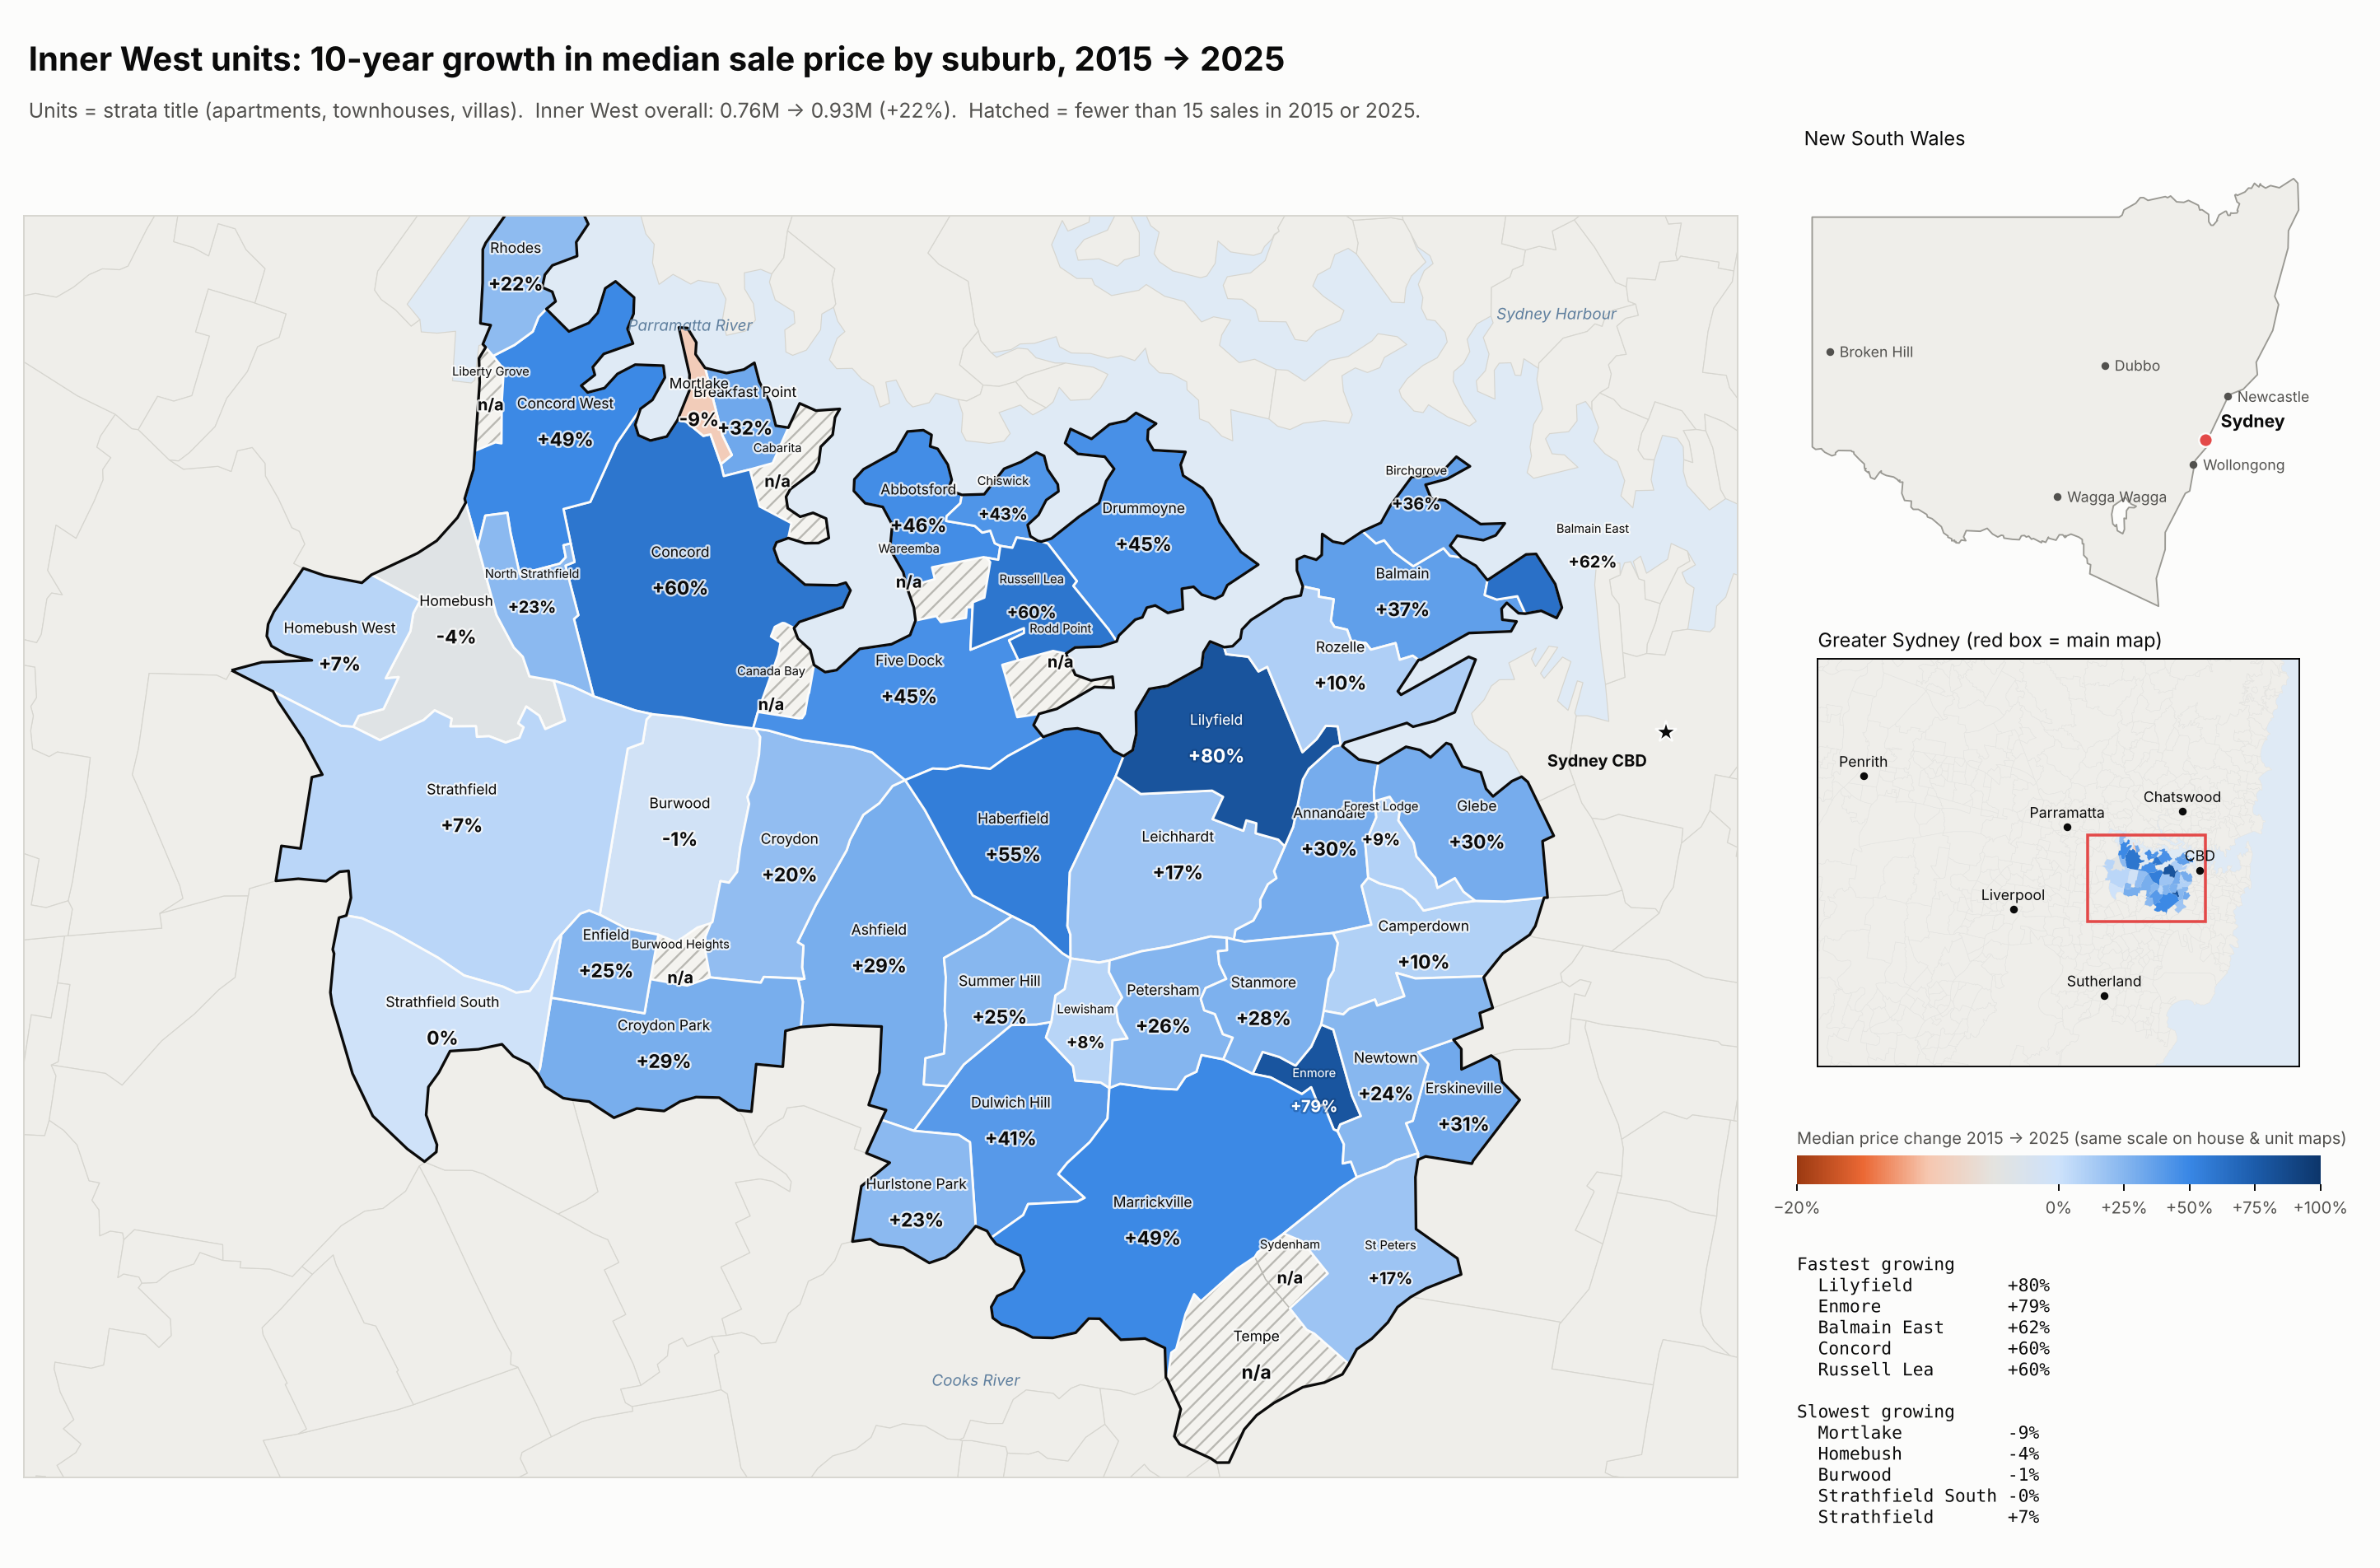 Inner West units: 10-year growth in median sale price by suburb, 2015 → 2025
Units = strata title (apartments, townhouses, villas). Inner West overall: 0.76M → 0.93M (+22%). Hatched = fewer than 15 sales in 2015 or 2025.
Rhodes
+22%
Parramatta River
Sydney Harbour
Liberty Grove
n/a
Concord West
+49%
Mortlake
-9%
Breakfast Point
+32%
Cabarita
n/a
Abbotsford
+46%
Chiswick
+43%
Drummoyne
+45%
Birchgrove
+36%
Balmain East
+62%
Wareemba
n/a
Concord
+60%
North Strathfield
+23%
Homebush
-4%
Homebush West
+7%
Russell Lea
+60%
Rodd Point
n/a
Balmain
+37%
Rozelle
+10%
Canada Bay
n/a
Five Dock
+45%
Lilyfield
+80%
Sydney CBD
Strathfield
+7%
Burwood
-1%
Croydon
+20%
Haberfield
+55%
Leichhardt
+17%
Annandale
+30%
Forest Lodge
+9%
Glebe
+30%
Enfield
+25%
Burwood Heights
n/a
Ashfield
+29%
Camperdown
+10%
Strathfield South
0%
Croydon Park
+29%
Summer Hill
+25%
Lewisham
+8%
Petersham
+26%
Stanmore
+28%
Enmore
+79%
Newtown
+24%
Erskineville
+31%
Dulwich Hill
+41%
Hurlstone Park
+23%
Marrickville
+49%
Sydenham
n/a
St Peters
+17%
Tempe
n/a
Cooks River
New South Wales
Broken Hill
Dubbo
Newcastle
Sydney
Wollongong
Wagga Wagga
Greater Sydney (red box = main map)
Penrith
Chatswood
Parramatta
CBD
Liverpool
Sutherland
Median price change 2015 → 2025 (same scale on house & unit maps)
−20% 0% +25% +50% +75% +100%
Fastest growing
Lilyfield +80%
Enmore +79%
Balmain East +62%
Concord +60%
Russell Lea +60%
Slowest growing
Mortlake -9%
Homebush -4%
Burwood -1%
Strathfield South -0%
Strathfield +7%